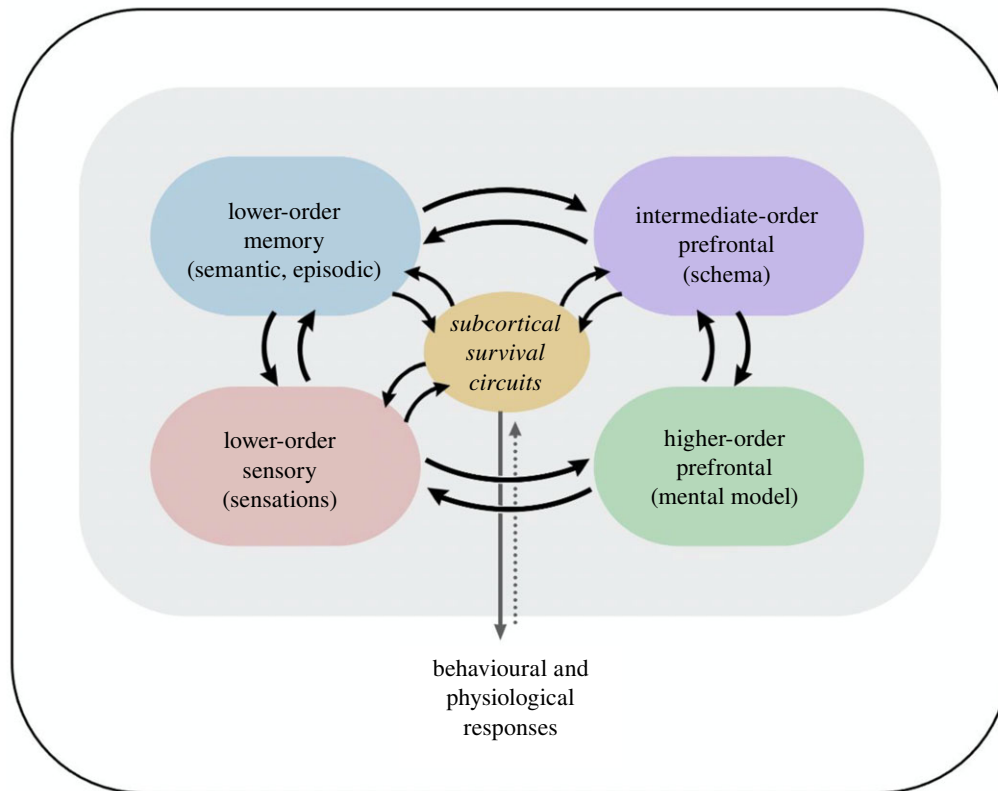 lower-order
memory
(semantic, episodic)
intermediate-order
prefrontal
(schema)
subcortical
survival
circuits
lower-order
sensory
(sensations)
higher-order
prefrontal
(mental model)
behavioural and
physiological
responses